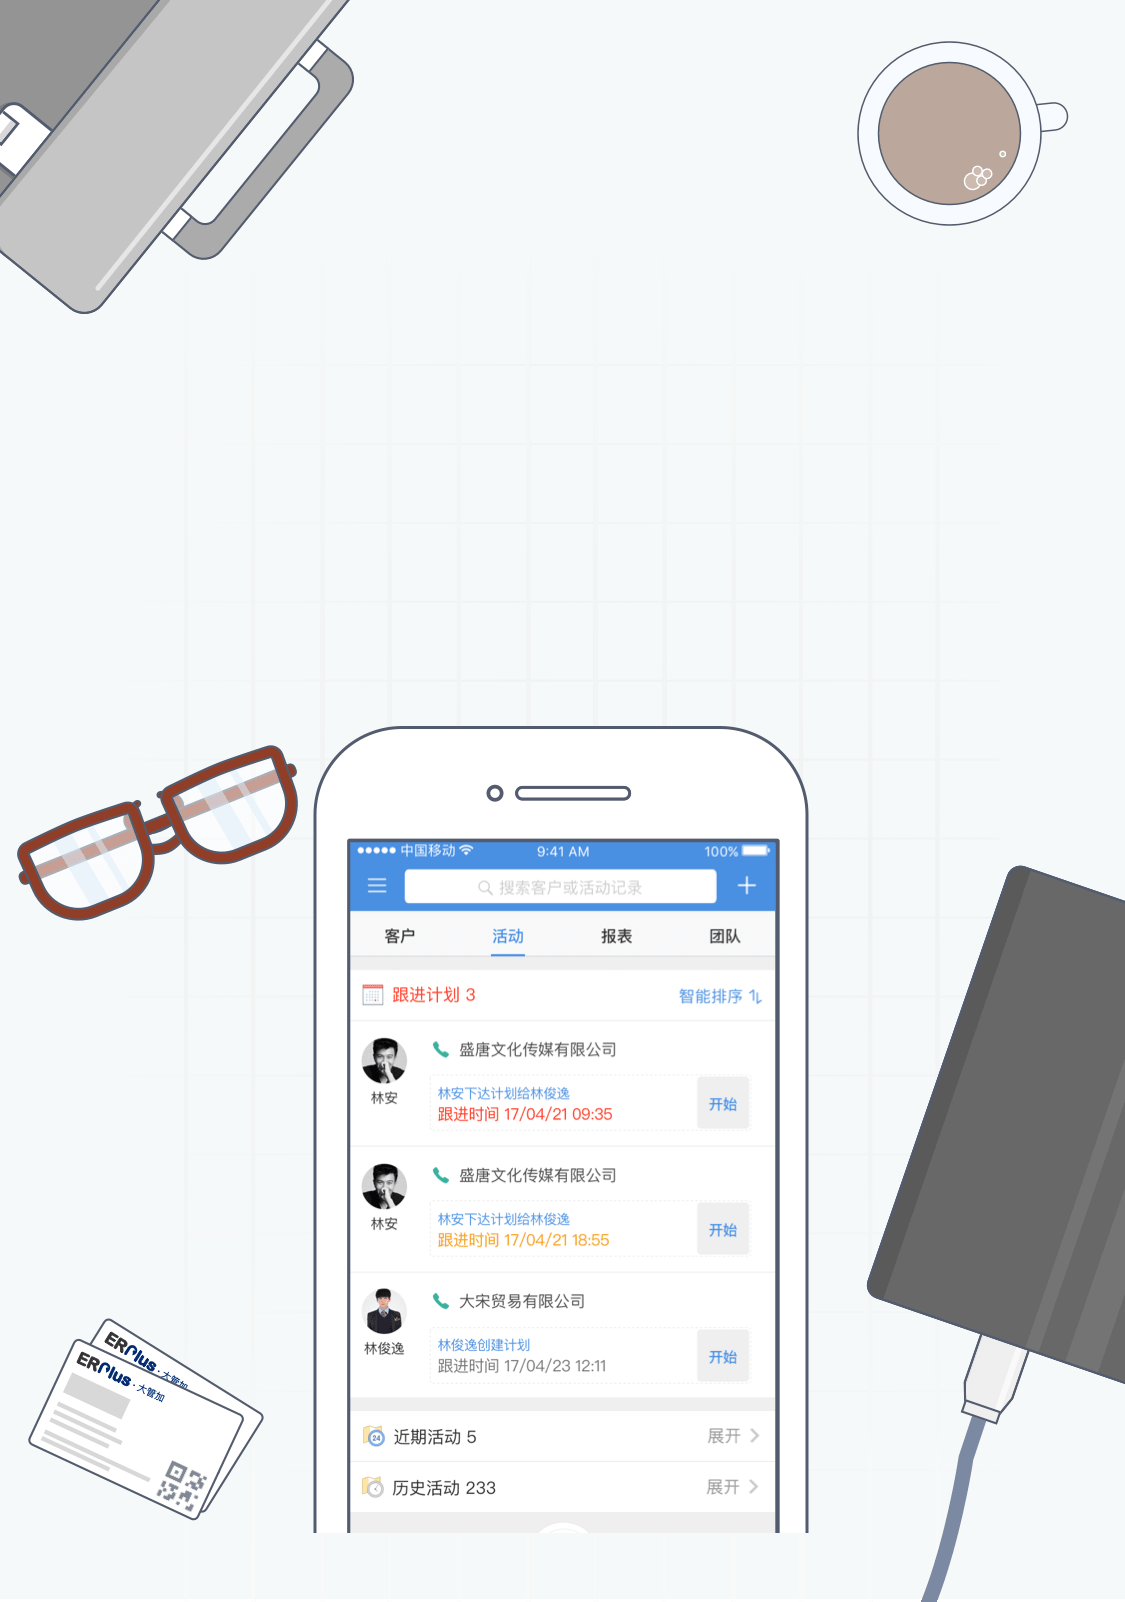 中国移动 9:41 AM 100%
搜索客户或活动记录
客户 活动 报表 团队
跟进计划 3 智能排序
盛唐文化传媒有限公司
林安下达计划给林俊逸
林安 跟进时间 17/04/21 09:35 开始
盛唐文化传媒有限公司
林安下达计划给林俊逸
林安 跟进时间 17/04/21 18:55 开始
大宋贸易有限公司
林俊逸创建计划
林俊逸 跟进时间 17/04/23 12:11 开始
24 近期活动 5 展开
历史活动 233 展开
ERPlus·大管加
ERPlus·大管加